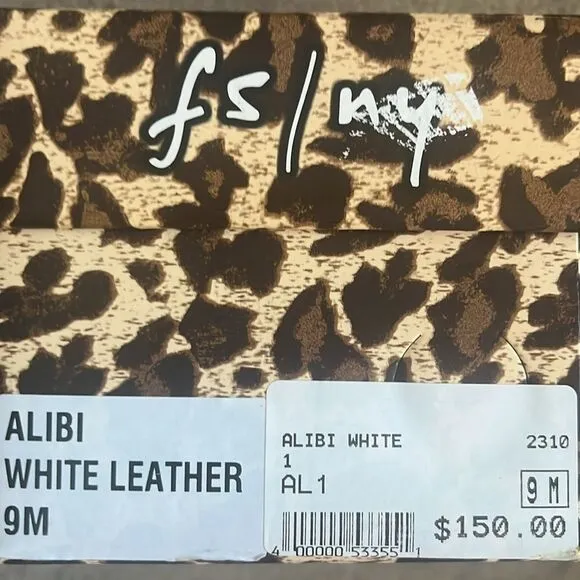 fs/ny
ALIBI
WHITE LEATHER
9M
ALIBI WHITE 2310
1
AL1
9 M
$150.00
4 00000 53355 1